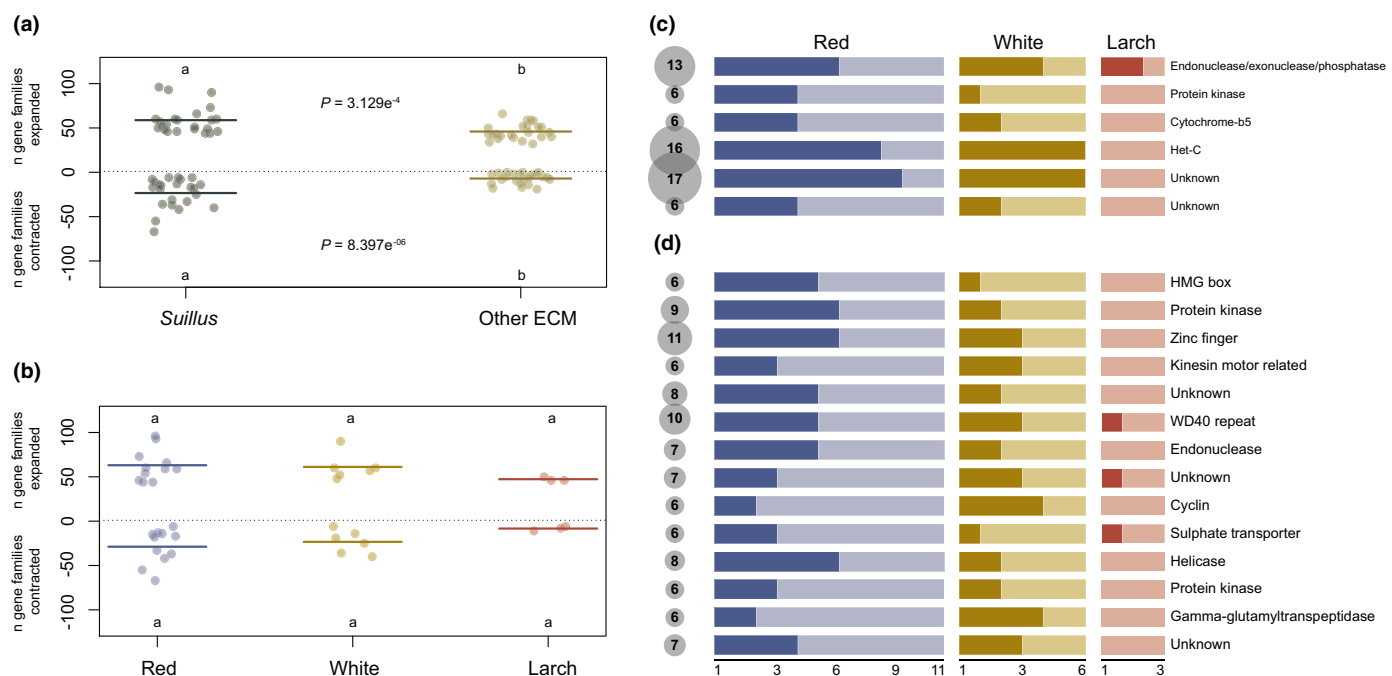 (a)
n gene families expanded
n gene families contracted
100
50
0
-50
-100
a
b
P = 3.129e-4
P = 8.397e-06
a
b
Suillus
Other ECM
(b)
n gene families expanded
n gene families contracted
100
50
0
-50
-100
a
a
a
a
a
a
Red
White
Larch
(c)
Red
White
Larch
13
Endonuclease/exonuclease/phosphatase
6
Protein kinase
6
Cytochrome-b5
16
Het-C
17
Unknown
6
Unknown
(d)
6
HMG box
9
Protein kinase
11
Zinc finger
6
Kinesin motor related
8
Unknown
10
WD40 repeat
7
Endonuclease
7
Unknown
6
Cyclin
6
Sulphate transporter
8
Helicase
6
Protein kinase
6
Gamma-glutamyltranspeptidase
7
Unknown
1 3 6 9 11
1 3 6
1 3